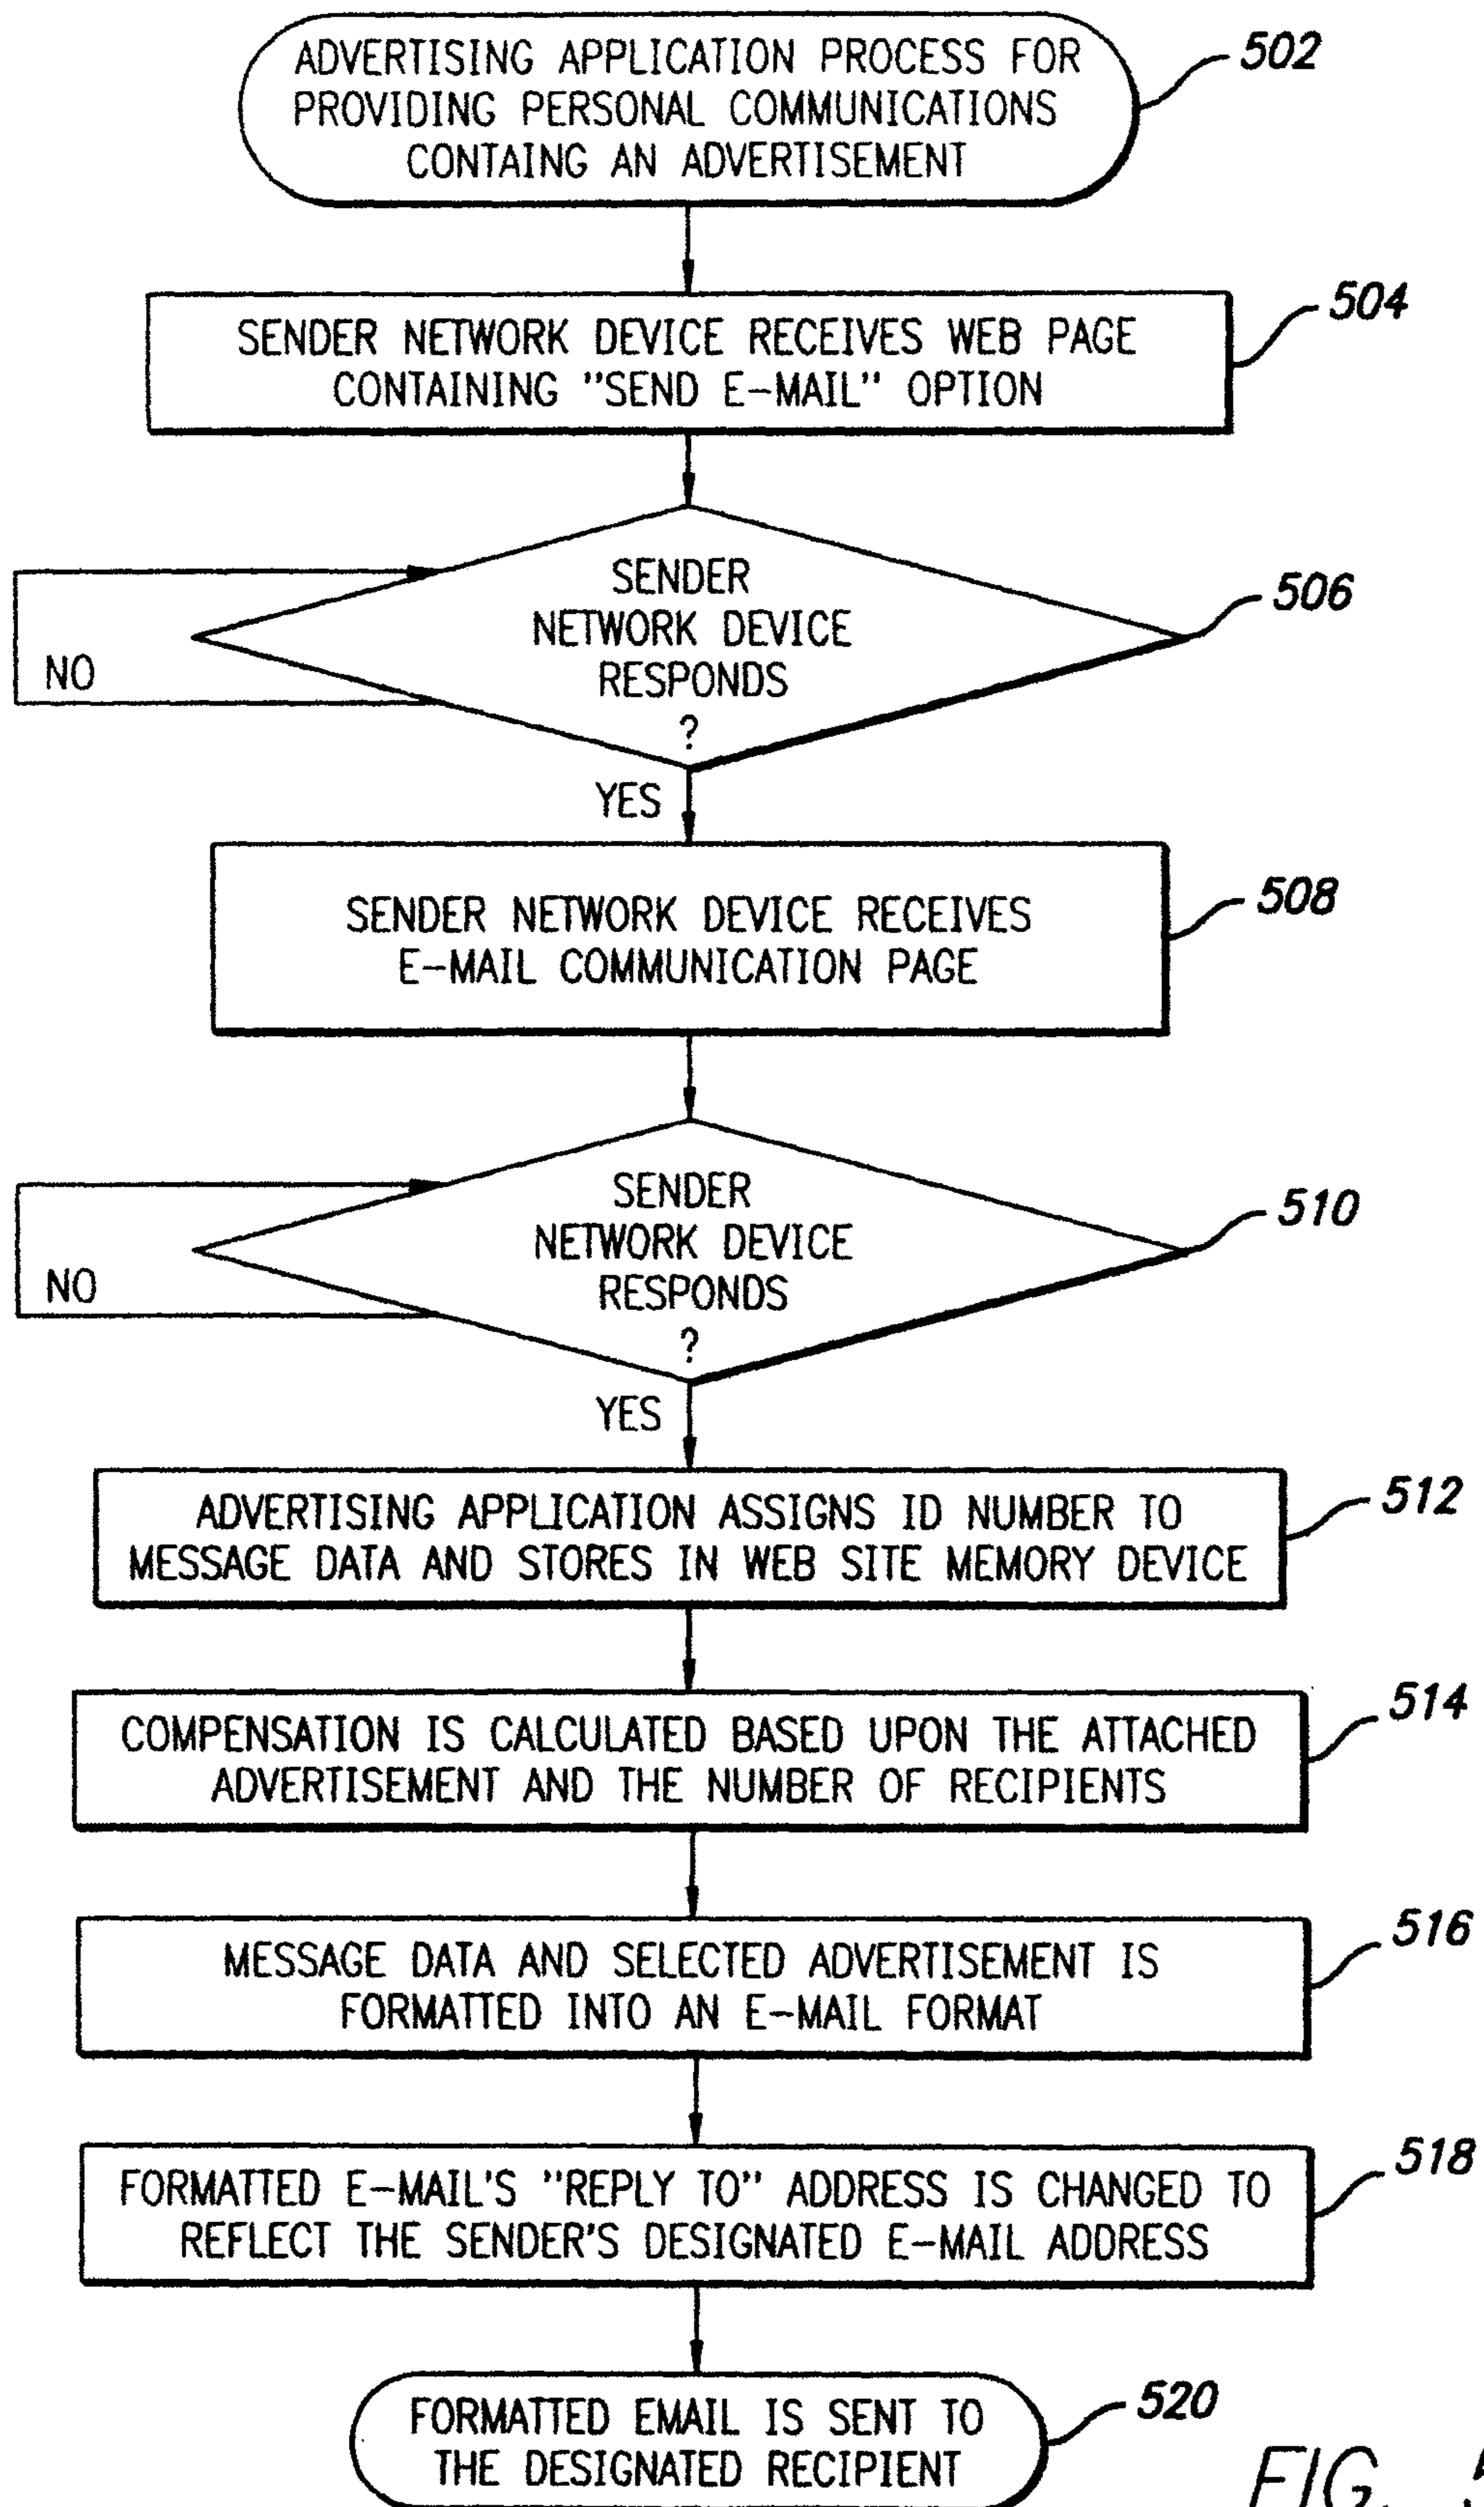 ADVERTISING APPLICATION PROCESS FOR
PROVIDING PERSONAL COMMUNICATIONS
CONTAING AN ADVERTISEMENT
502
SENDER NETWORK DEVICE RECEIVES WEB PAGE
CONTAINING "SEND E-MAIL" OPTION
504
SENDER
NETWORK DEVICE
RESPONDS
?
506
NO
YES
SENDER NETWORK DEVICE RECEIVES
E-MAIL COMMUNICATION PAGE
508
SENDER
NETWORK DEVICE
RESPONDS
?
510
NO
YES
ADVERTISING APPLICATION ASSIGNS ID NUMBER TO
MESSAGE DATA AND STORES IN WEB SITE MEMORY DEVICE
512
COMPENSATION IS CALCULATED BASED UPON THE ATTACHED
ADVERTISEMENT AND THE NUMBER OF RECIPIENTS
514
MESSAGE DATA AND SELECTED ADVERTISEMENT IS
FORMATTED INTO AN E-MAIL FORMAT
516
FORMATTED E-MAIL'S "REPLY TO" ADDRESS IS CHANGED TO
REFLECT THE SENDER'S DESIGNATED E-MAIL ADDRESS
518
FORMATTED EMAIL IS SENT TO
THE DESIGNATED RECIPIENT
520
FIG.